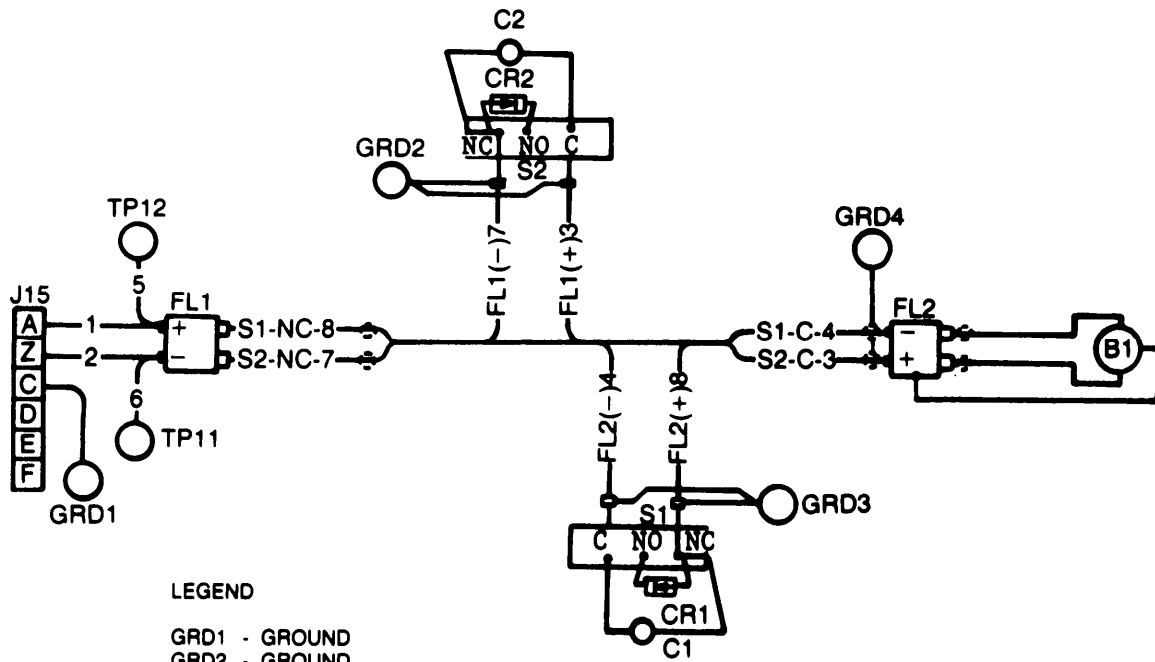 C2
CR2
NC NO C
S2
GRD2
TP12
5
J15
FL1
A
1
+
S1-NC-8
Z
2
-
S2-NC-7
C
D
E
F
6
TP11
GRD1
FL1(-)7
FL1(+)3
GRD4
FL2
S1-C-4
-
S2-C-3
+
B1
FL2(-)4
FL2(+)8
GRD3
S1
C NO NC
CR1
C1
LEGEND
GRD1 - GROUND
GRD2 - GROUND